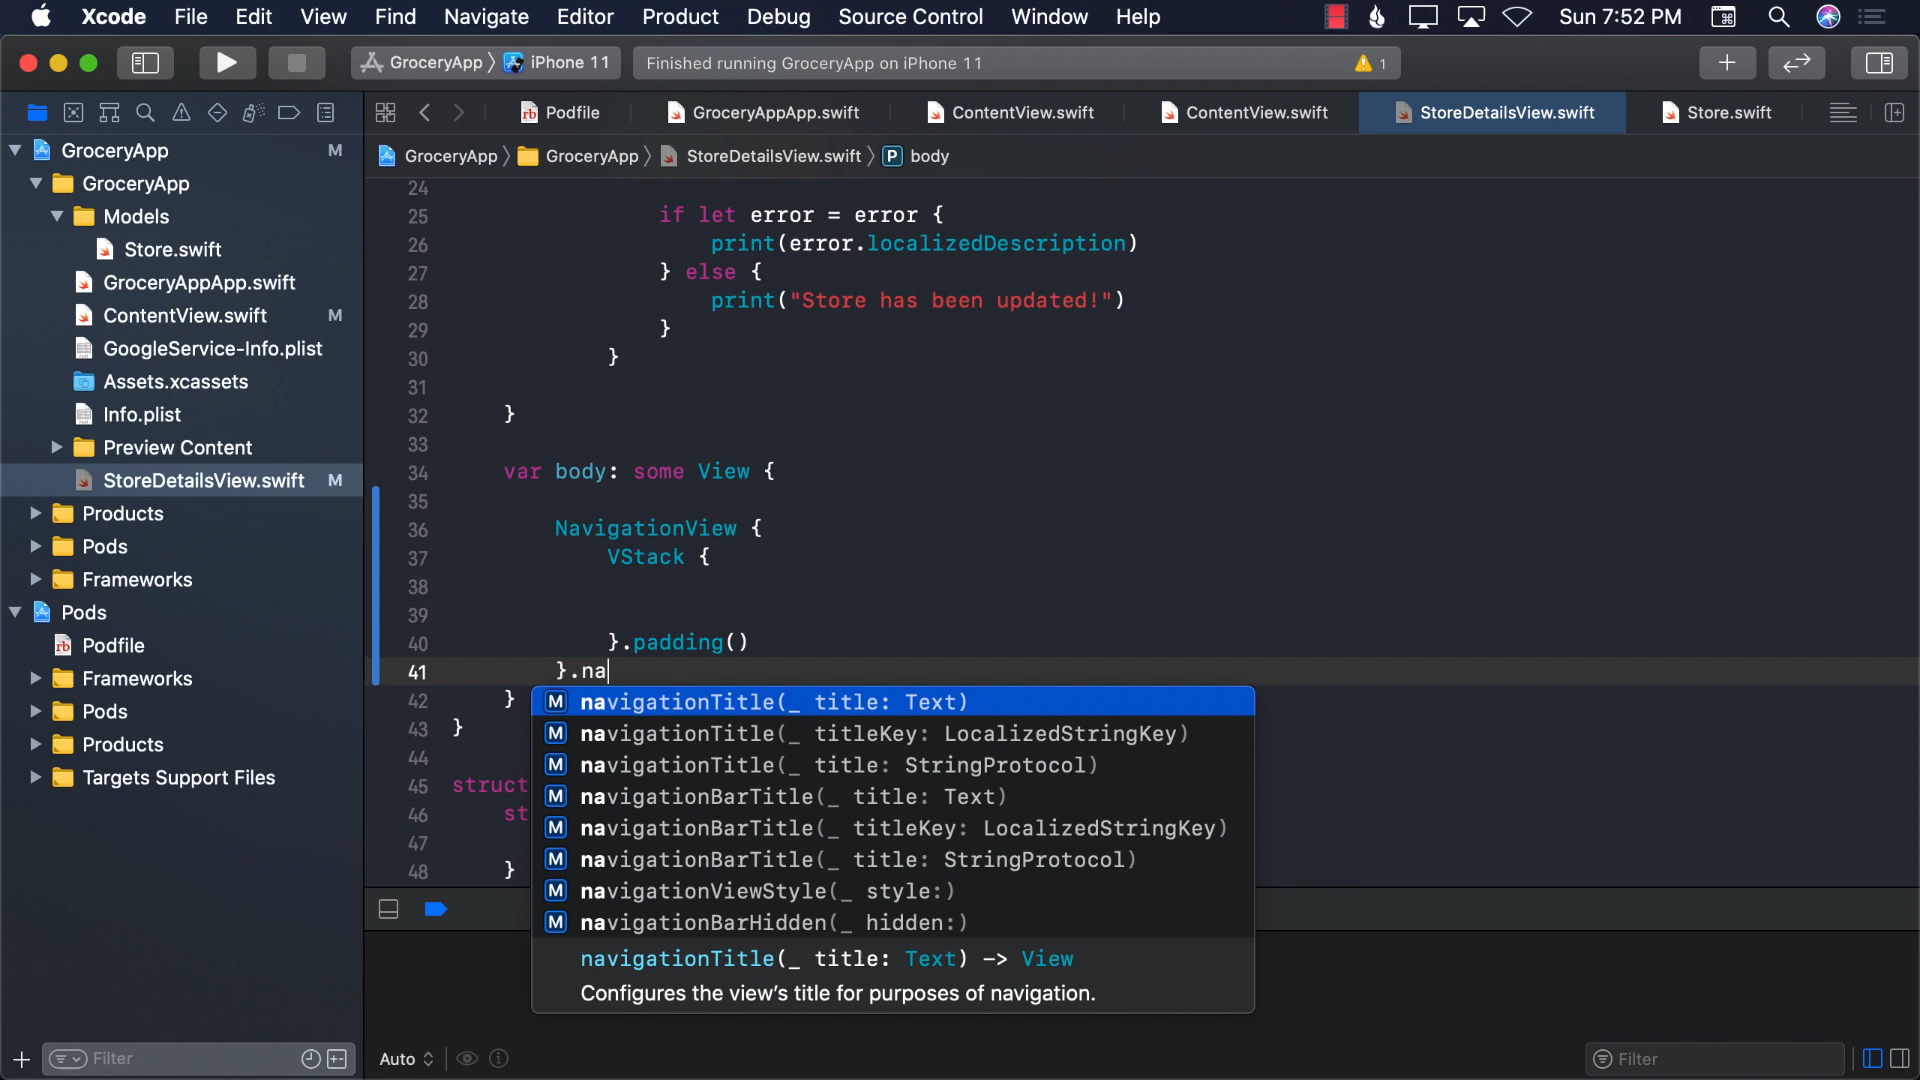 Xcode File Edit View Find Navigate Editor Product Debug Source Control Window Help Sun 7:52 PM
GroceryApp iPhone 11 Finished running GroceryApp on iPhone 11 1
Podfile GroceryAppApp.swift ContentView.swift ContentView.swift StoreDetailsView.swift Store.swift
GroceryApp M
GroceryApp
Models
Store.swift
GroceryAppApp.swift
ContentView.swift M
GoogleService-Info.plist
Assets.xcassets
Info.plist
Preview Content
StoreDetailsView.swift M
Products
Pods
Frameworks
Pods
Podfile
Frameworks
Pods
Products
Targets Support Files
Filter
GroceryApp GroceryApp StoreDetailsView.swift P body
24
25 if let error = error {
26 print(error.localizedDescription)
27 } else {
28 print("Store has been updated!")
29 }
30 }
31
32 }
33
34 var body: some View {
35
36 NavigationView {
37 VStack {
38
39
40 }.padding()
41 }.na
42 }
43 }
44
45 struct
46 st
47
48 }
M navigationTitle(_ title: Text)
M navigationTitle(_ titleKey: LocalizedStringKey)
M navigationTitle(_ title: StringProtocol)
M navigationBarTitle(_ title: Text)
M navigationBarTitle(_ titleKey: LocalizedStringKey)
M navigationBarTitle(_ title: StringProtocol)
M navigationViewStyle(_ style:)
M navigationBarHidden(_ hidden:)
navigationTitle(_ title: Text) -> View
Configures the view's title for purposes of navigation.
Auto Filter